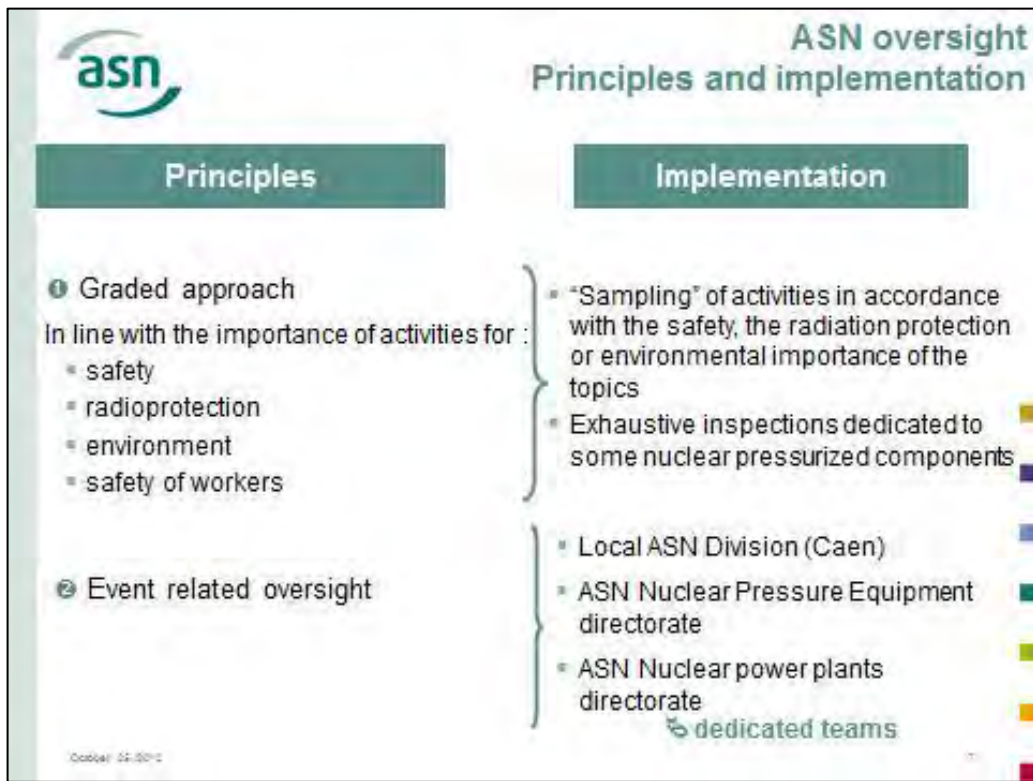 asn
ASN oversight
Principles and implementation
Principles
Implementation
❶ Graded approach
In line with the importance of activities for :
▪ safety
▪ radioprotection
▪ environment
▪ safety of workers
▪ "Sampling" of activities in accordance
with the safety, the radiation protection
or environmental importance of the
topics
▪ Exhaustive inspections dedicated to
some nuclear pressurized components
❷ Event related oversight
▪ Local ASN Division (Caen)
▪ ASN Nuclear Pressure Equipment
directorate
▪ ASN Nuclear power plants
directorate
dedicated teams
October